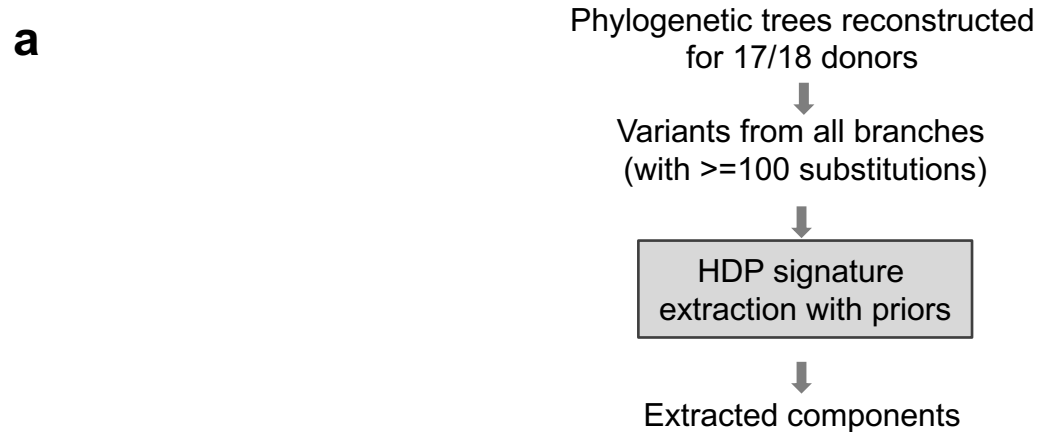 a
Phylogenetic trees reconstructed
for 17/18 donors
Variants from all branches
(with >=100 substitutions)
HDP signature
extraction with priors
Extracted components